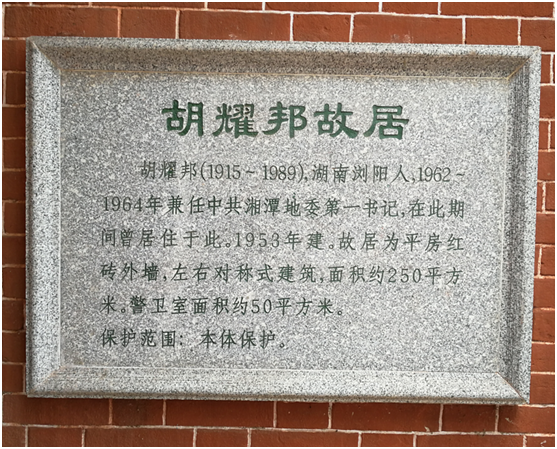 胡耀邦故居
胡耀邦(1915~1989),湖南浏阳人,1962~
1964年兼任中共湘潭地委第一书记,在此期
间曾居住于此。1953年建。故居为平房红
砖外墙,左右对称式建筑,面积约250平方
米。警卫室面积约50平方米。
保护范围:本体保护。